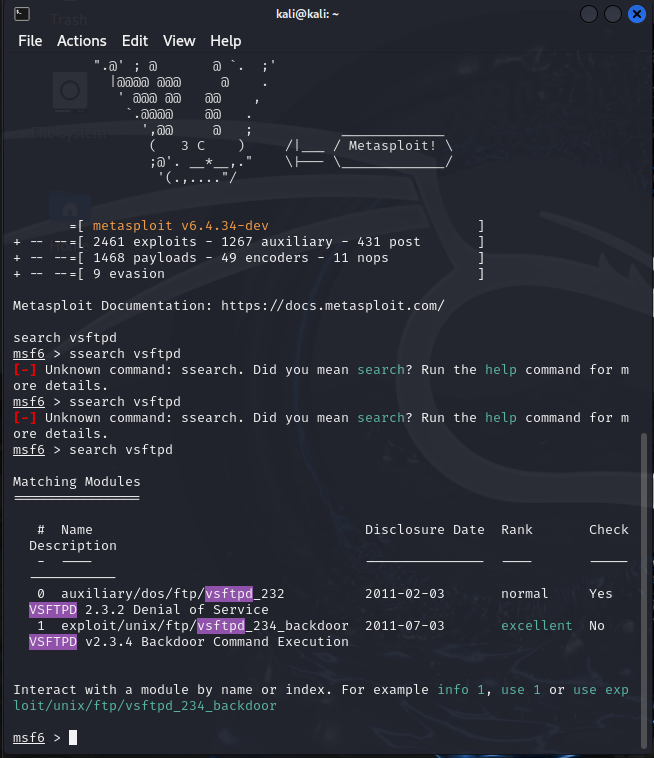 Trash
kali@kali: ~
File Actions Edit View Help
".@' ; @ @ `. ;'
|@@@@ @@@ @ .
' @@@ @@ @@ ,
`.@@@@ @@ .
',@@ @ ; _____________
( 3 C ) /|___ / Metasploit! \
;@'. __*__,." \|--- \_____________/
'(.,...."/
=[ metasploit v6.4.34-dev ]
+ -- --=[ 2461 exploits - 1267 auxiliary - 431 post ]
+ -- --=[ 1468 payloads - 49 encoders - 11 nops ]
+ -- --=[ 9 evasion ]
Metasploit Documentation: https://docs.metasploit.com/
search vsftpd
msf6 > ssearch vsftpd
[-] Unknown command: ssearch. Did you mean search? Run the help command for m
ore details.
msf6 > ssearch vsftpd
[-] Unknown command: ssearch. Did you mean search? Run the help command for m
ore details.
msf6 > search vsftpd
Matching Modules
================
# Name Disclosure Date Rank Check
Description
- ---- --------------- ---- -----
-----------
0 auxiliary/dos/ftp/vsftpd_232 2011-02-03 normal Yes
VSFTPD 2.3.2 Denial of Service
1 exploit/unix/ftp/vsftpd_234_backdoor 2011-07-03 excellent No
VSFTPD v2.3.4 Backdoor Command Execution
Interact with a module by name or index. For example info 1, use 1 or use exp
loit/unix/ftp/vsftpd_234_backdoor
msf6 >